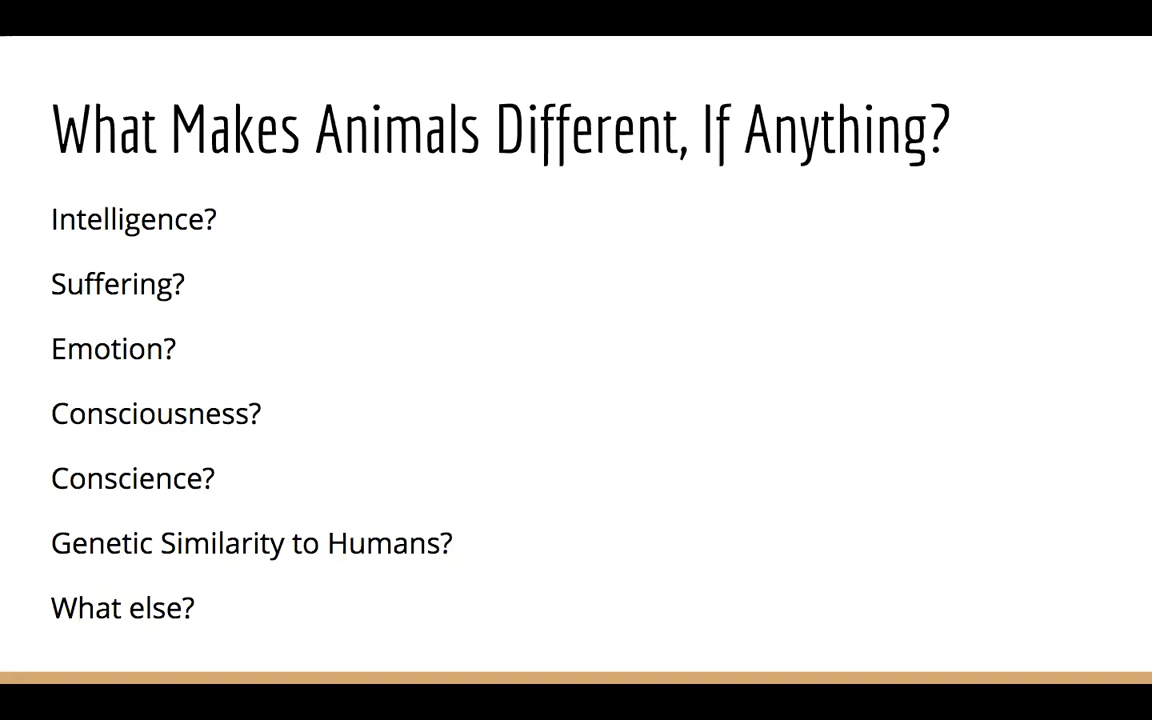 What Makes Animals Different, If Anything?
Intelligence?
Suffering?
Emotion?
Consciousness?
Conscience?
Genetic Similarity to Humans?
What else?